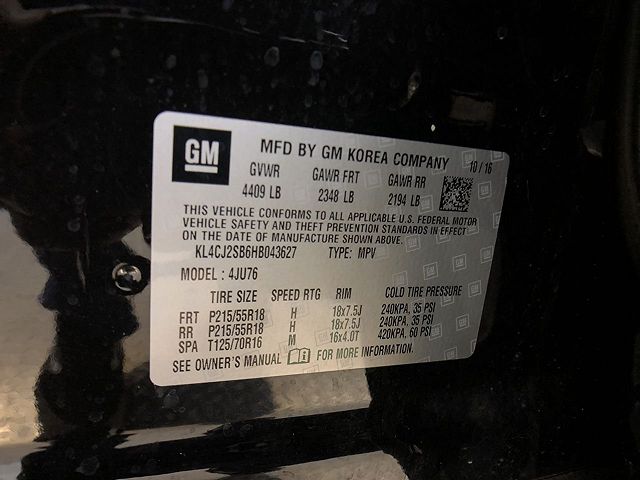 GM MFD BY GM KOREA COMPANY 10/16
GVWR GAWR FRT GAWR RR
4409 LB 2348 LB 2194 LB
THIS VEHICLE CONFORMS TO ALL APPLICABLE U.S. FEDERAL MOTOR
VEHICLE SAFETY AND THEFT PREVENTION STANDARDS IN EFFECT
ON THE DATE OF MANUFACTURE SHOWN ABOVE.
KL4CJ2SB6HB043627 TYPE: MPV
MODEL : 4JU76
TIRE SIZE SPEED RTG RIM COLD TIRE PRESSURE
FRT P215/55R18 H 18x7.5J 240KPA, 35 PSI
RR P215/55R18 H 18x7.5J 240KPA, 35 PSI
SPA T125/70R16 M 16x4.0T 420KPA, 60 PSI
SEE OWNER'S MANUAL FOR MORE INFORMATION.